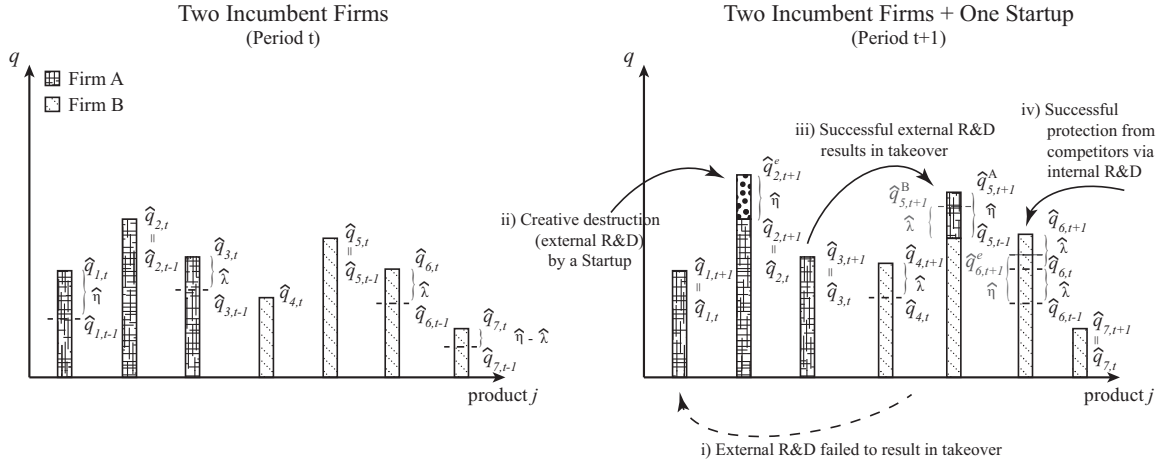 Two Incumbent Firms
(Period t)
q
Firm A
Firm B
q̂2,t
=
q̂2,t-1
q̂1,t
η̂
q̂1,t-1
q̂3,t
λ̂
q̂3,t-1
q̂4,t
q̂5,t
=
q̂5,t-1
q̂6,t
λ̂
q̂6,t-1
q̂7,t
η̂ - λ̂
q̂7,t-1
product j
Two Incumbent Firms + One Startup
(Period t+1)
q
iv) Successful
protection from
competitors via
internal R&D
iii) Successful external R&D
results in takeover
ii) Creative destruction
(external R&D)
by a Startup
q̂ᵉ2,t+1
η̂
q̂2,t+1
=
q̂2,t
q̂1,t+1
=
q̂1,t
q̂3,t+1
=
q̂3,t
q̂4,t+1
λ̂
q̂4,t
q̂ᴬ5,t+1
q̂ᴮ5,t+1
η̂
λ̂
q̂5,t-1
q̂6,t+1
λ̂
q̂ᵉ6,t+1
q̂6,t
η̂
λ̂
q̂6,t-1
q̂7,t+1
=
q̂7,t
product j
i) External R&D failed to result in takeover